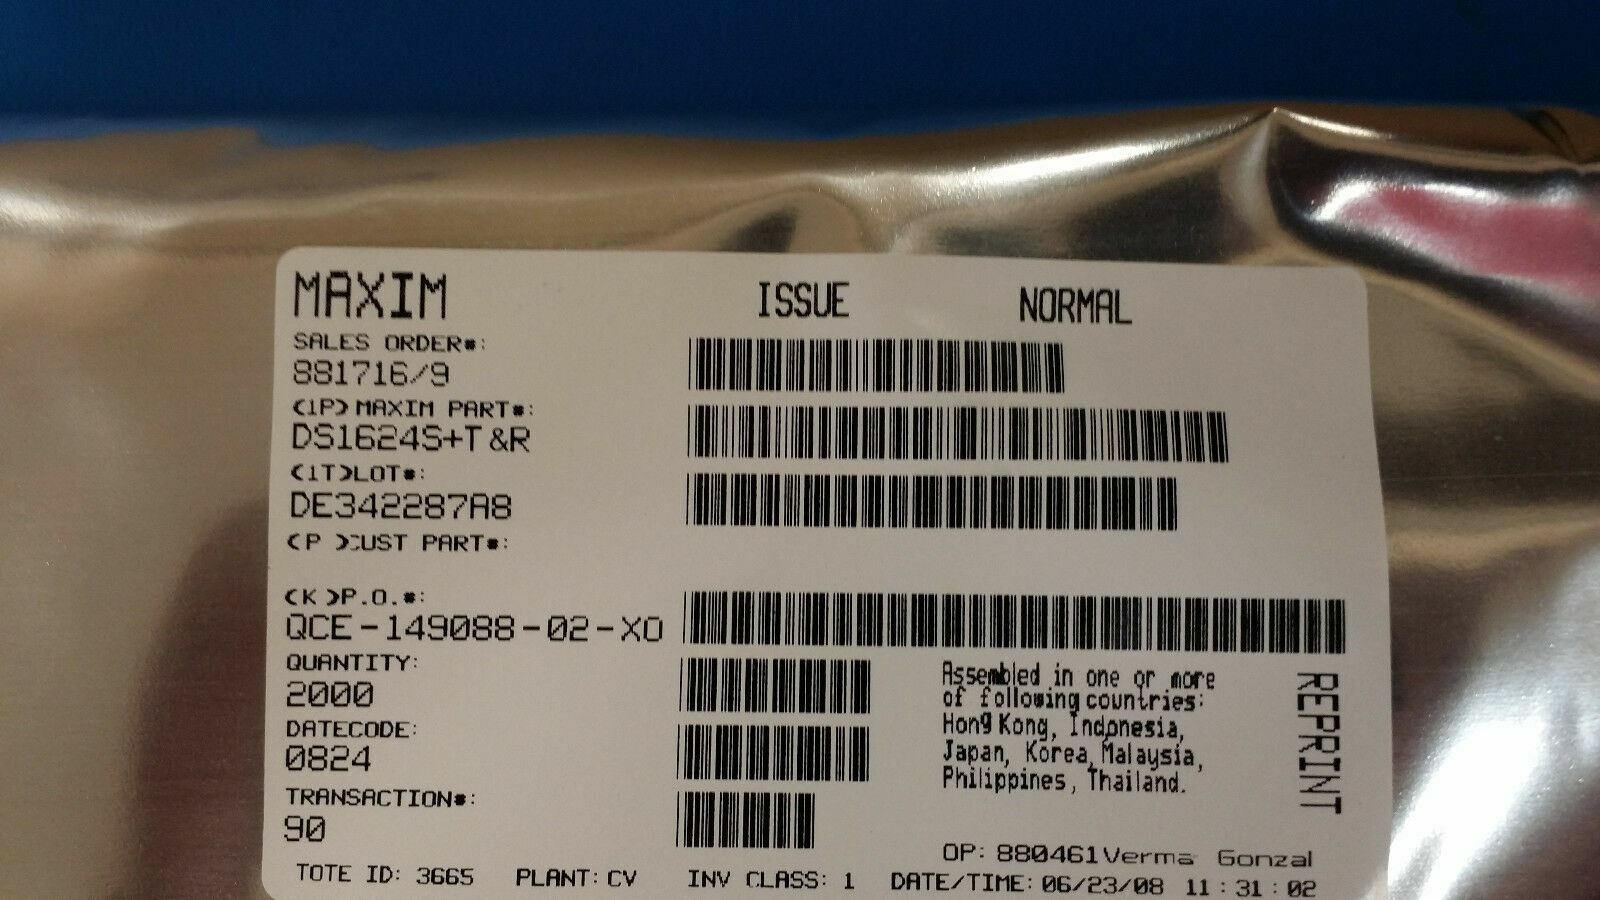 MAXIM ISSUE NORMAL
SALES ORDER#:
881716/9
(1P) MAXIM PART#:
DS1624S+T&R
(1T)LOT#:
DE342287A8
(P )CUST PART#:
(K )P.O.#:
QCE-149088-02-XO
QUANTITY:
2000
DATECODE:
0824
TRANSACTION#:
90
Assembled in one or more
of following countries:
Hong Kong, Indonesia,
Japan, Korea, Malaysia,
Philippines, Thailand.
REPRINT
OP: 880461Verma Gonzal
TOTE ID: 3665 PLANT: CV INV CLASS: 1 DATE/TIME: 06/23/08 11:31:02